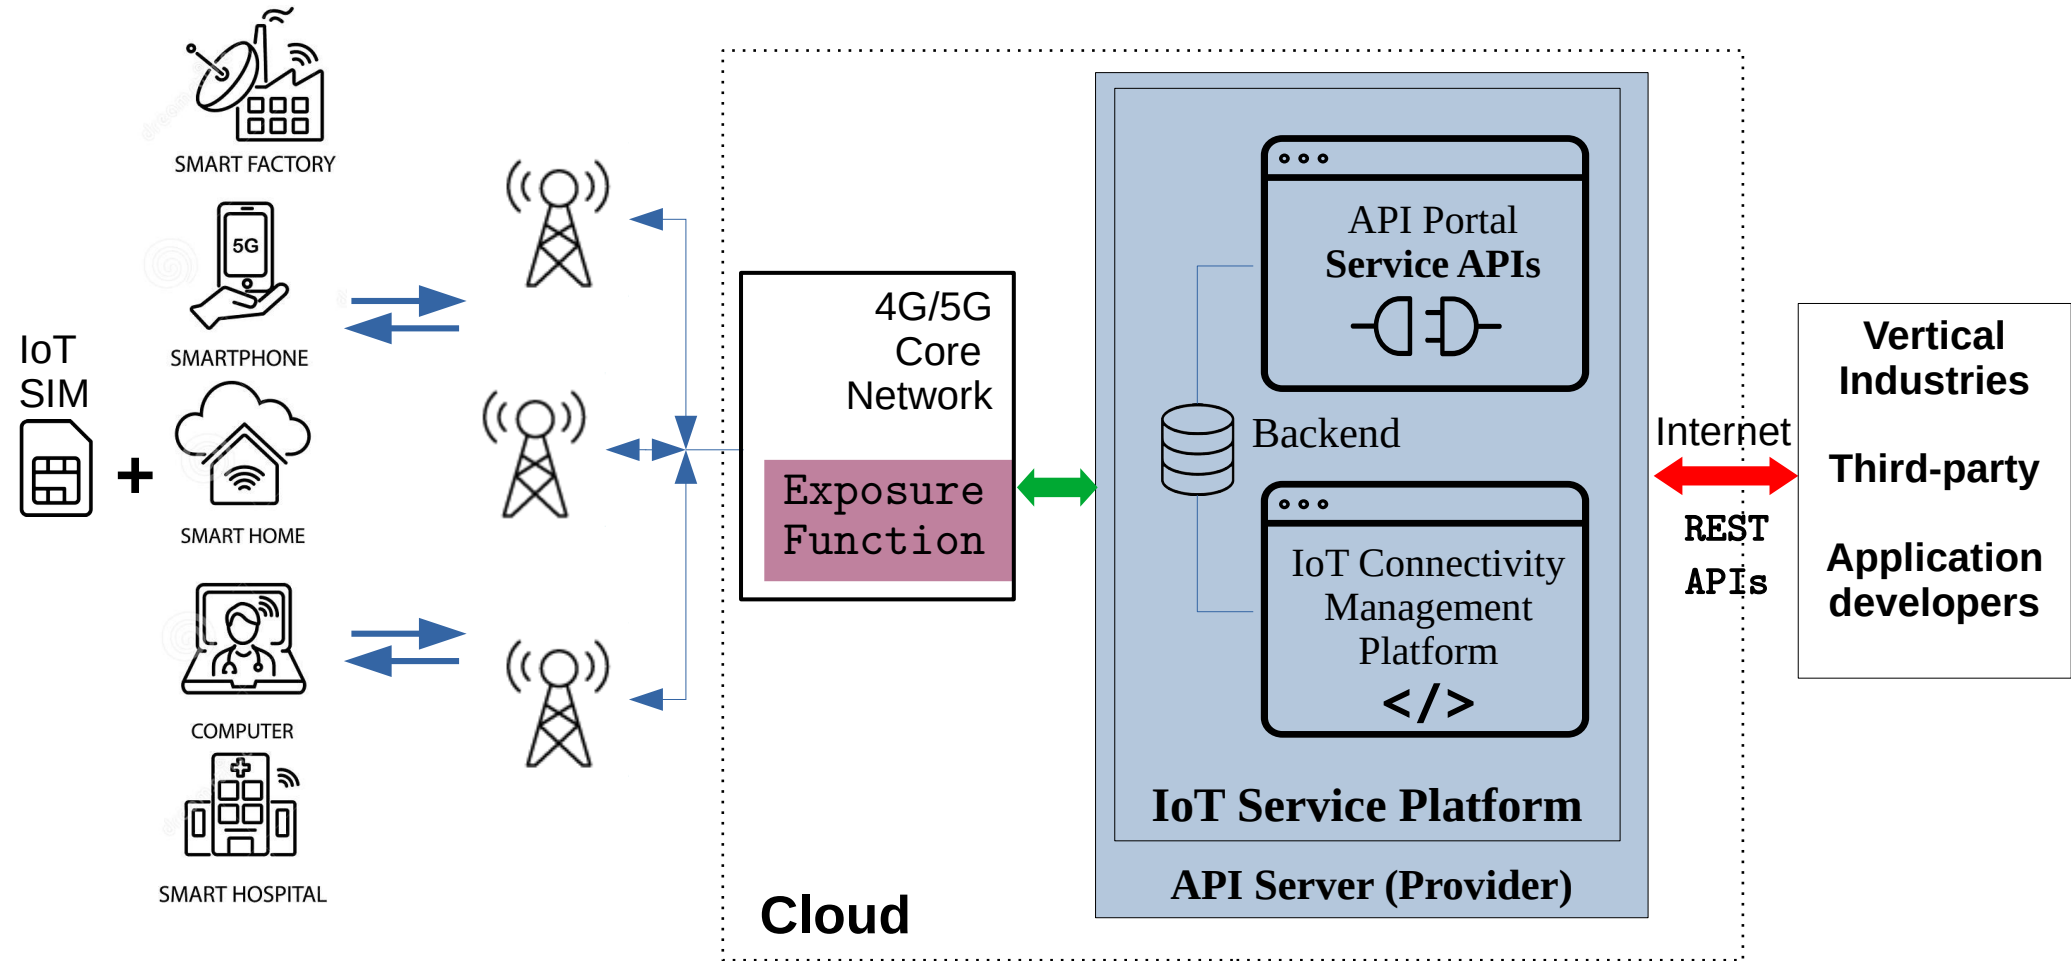 SMART FACTORY
5G
SMARTPHONE
IoT
SIM
+
SMART HOME
COMPUTER
SMART HOSPITAL
4G/5G
Core
Network
Exposure
Function
Cloud
API Portal
Service APIs
Backend
IoT Connectivity
Management
Platform
</>
IoT Service Platform
API Server (Provider)
Internet
REST
APIs
Vertical
Industries
Third-party
Application
developers